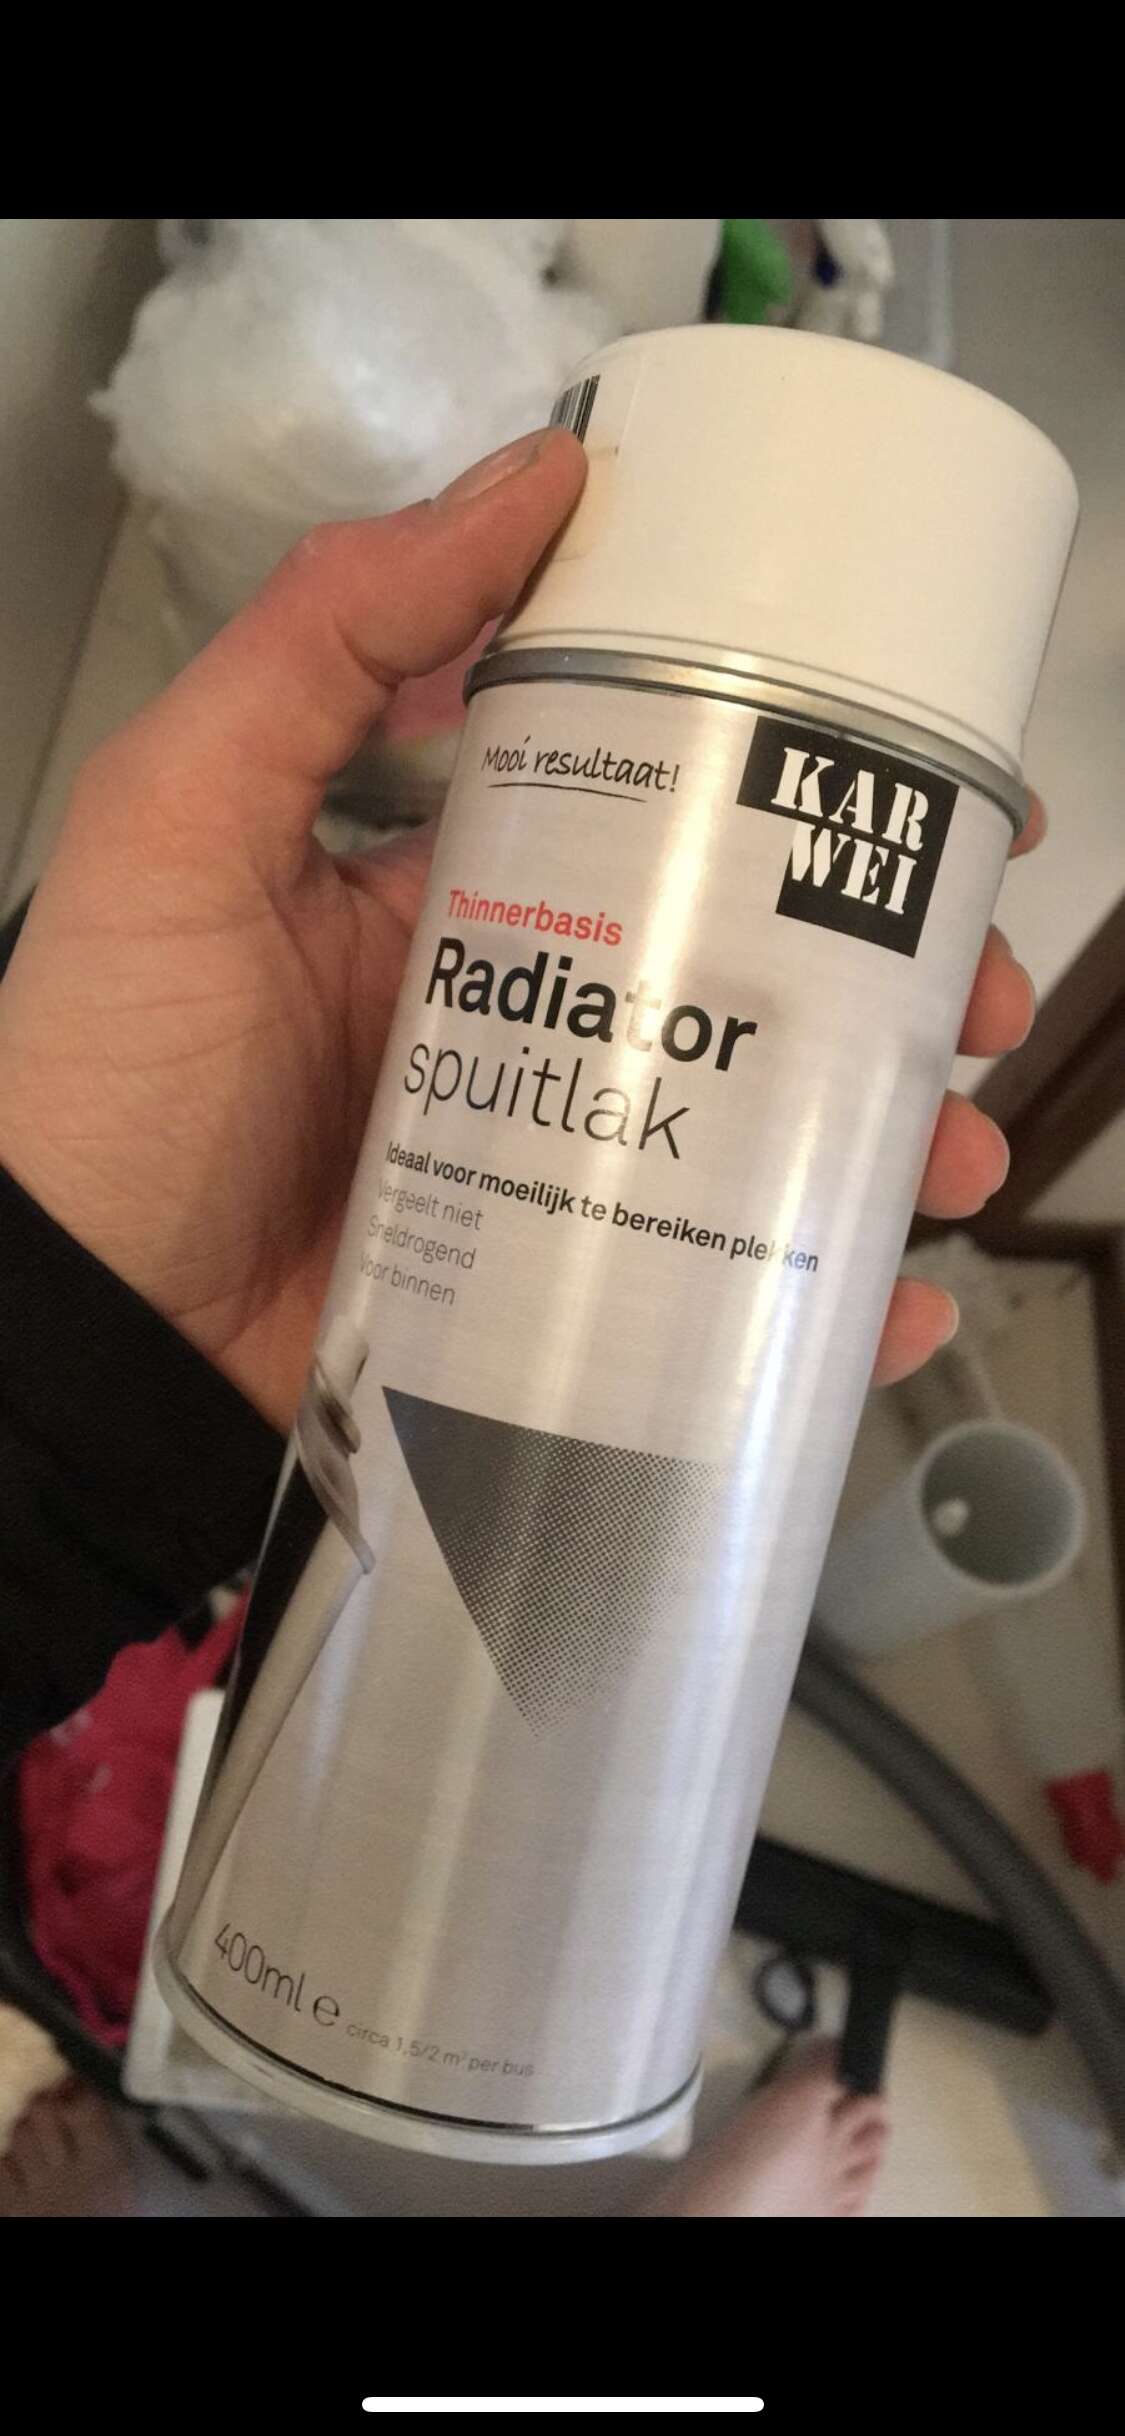 Mooi resultaat!
KAR
WEI
Thinnerbasis
Radiator
spuitlak
Ideaal voor moeilijk te bereiken plekken
Vergeelt niet
Sneldrogend
Voor binnen
400ml e circa 1,5/2 m² per bus